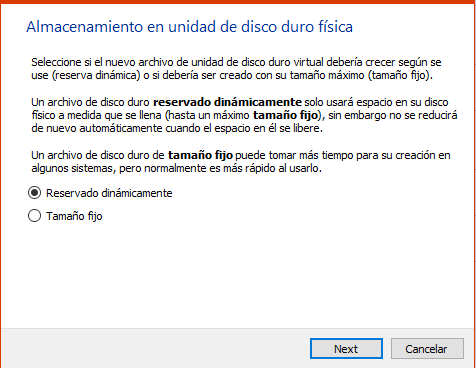 Almacenamiento en unidad de disco duro física
Seleccione si el nuevo archivo de unidad de disco duro virtual debería crecer según se
use (reserva dinámica) o si debería ser creado con su tamaño máximo (tamaño fijo).
Un archivo de disco duro reservado dinámicamente solo usará espacio en su disco
físico a medida que se llena (hasta un máximo tamaño fijo), sin embargo no se reducirá
de nuevo automáticamente cuando el espacio en él se libere.
Un archivo de disco duro de tamaño fijo puede tomar más tiempo para su creación en
algunos sistemas, pero normalmente es más rápido al usarlo.
Reservado dinámicamente
Tamaño fijo
Next
Cancelar